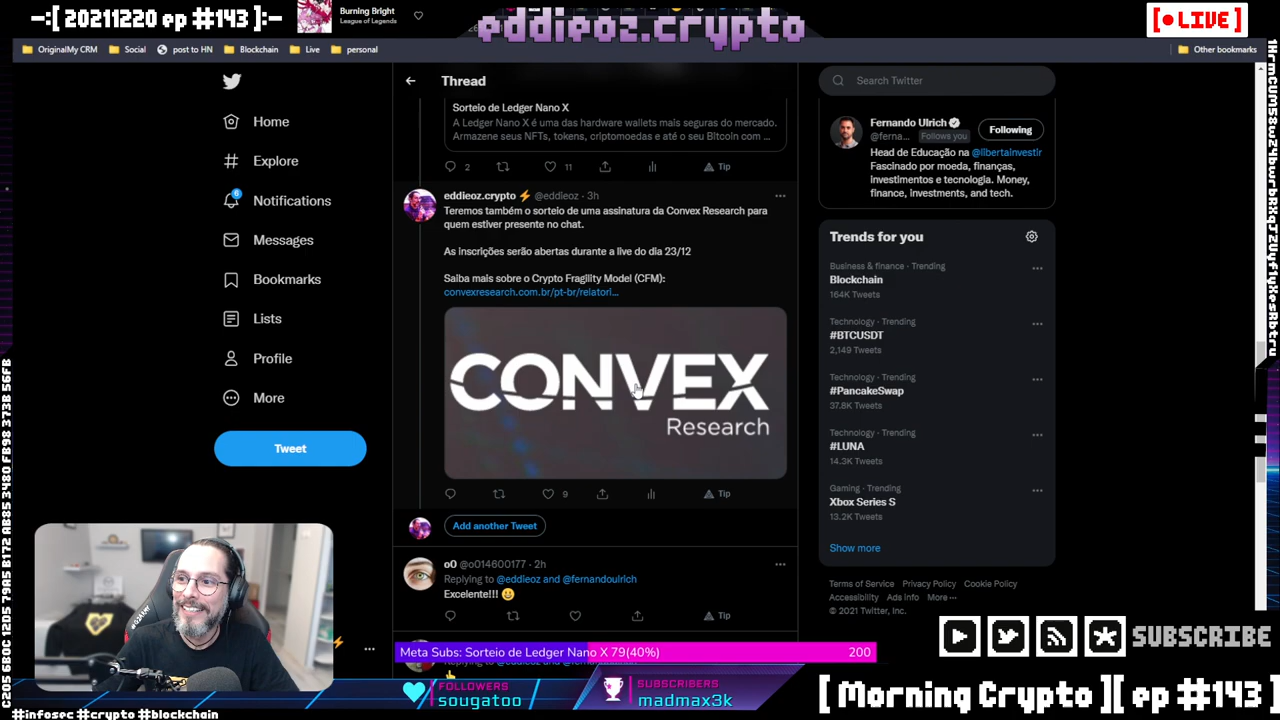 -:[ 20211220 ep #143 ]:-
Burning Bright
League of Legends
eddieoz.crypto
[● LIVE ]
OriginalMy CRM
Social
post to HN
Blockchain
Live
personal
Other bookmarks
Home
Explore
6
Notifications
Messages
Bookmarks
Lists
Profile
More
Tweet
Thread
Sorteio de Ledger Nano X
A Ledger Nano X é uma das hardware wallets mais seguras do mercado.
Armazene seus NFTs, tokens, criptomoedas e até o seu Bitcoin com ...
2
11
Tip
eddieoz.crypto ⚡ @eddieoz · 3h
Teremos também o sorteio de uma assinatura da Convex Research para
quem estiver presente no chat.
As inscrições serão abertas durante a live do dia 23/12
Saiba mais sobre o Crypto Fragility Model (CFM):
convexresearch.com.br/pt-br/relatori...
CONVEX
Research
9
Tip
Add another Tweet
o0 @o014600177 · 2h
Replying to @eddieoz and @fernandoulrich
Excelente!!! 😃
Tip
Search Twitter
Fernando Ulrich
@ferna... Follows you
Following
Head de Educação na @libertainvestir
Fascinado por moeda, finanças,
investimentos e tecnologia. Money,
finance, investments, and tech.
Trends for you
Business & finance · Trending
Blockchain
164K Tweets
Technology · Trending
#BTCUSDT
2,149 Tweets
Technology · Trending
#PancakeSwap
37.8K Tweets
Technology · Trending
#LUNA
14.3K Tweets
Gaming · Trending
Xbox Series S
13.2K Tweets
Show more
Terms of Service Privacy Policy Cookie Policy
Accessibility Ads info More ···
© 2021 Twitter, Inc.
SUBSCRIBE
Meta Subs: Sorteio de Ledger Nano X 79(40%)
200
FOLLOWERS
sougatoo
SUBSCRIBERS
madmax3k
[ Morning Crypto ][ ep #143 ]
#infosec #crypto #blockchain